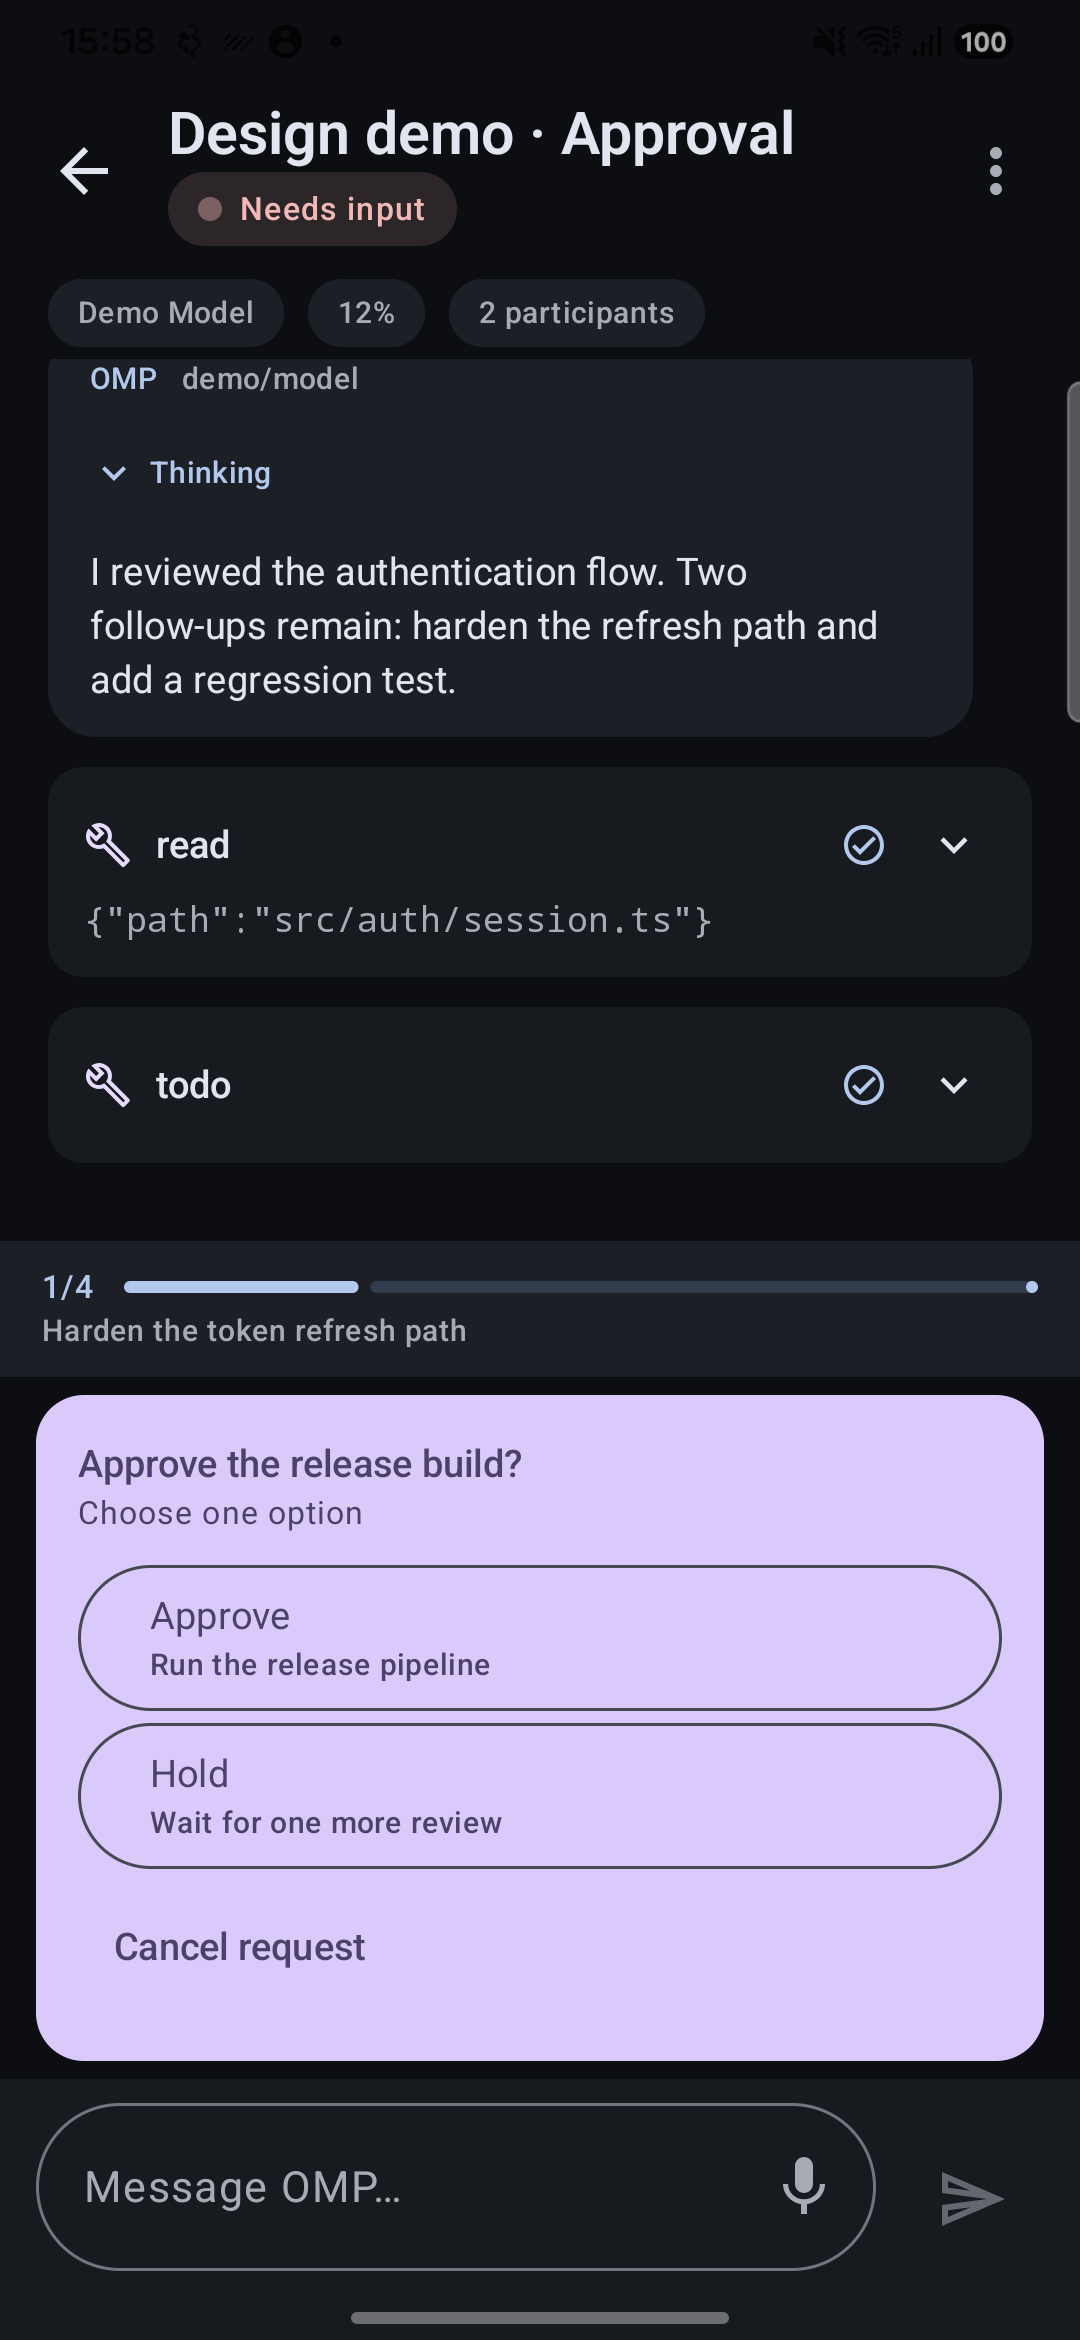 15:58
100
Design demo · Approval
Needs input
Demo Model
12%
2 participants
OMP demo/model
Thinking
I reviewed the authentication flow. Two
follow-ups remain: harden the refresh path and
add a regression test.
read
{"path":"src/auth/session.ts"}
todo
1/4
Harden the token refresh path
Approve the release build?
Choose one option
Approve
Run the release pipeline
Hold
Wait for one more review
Cancel request
Message OMP…